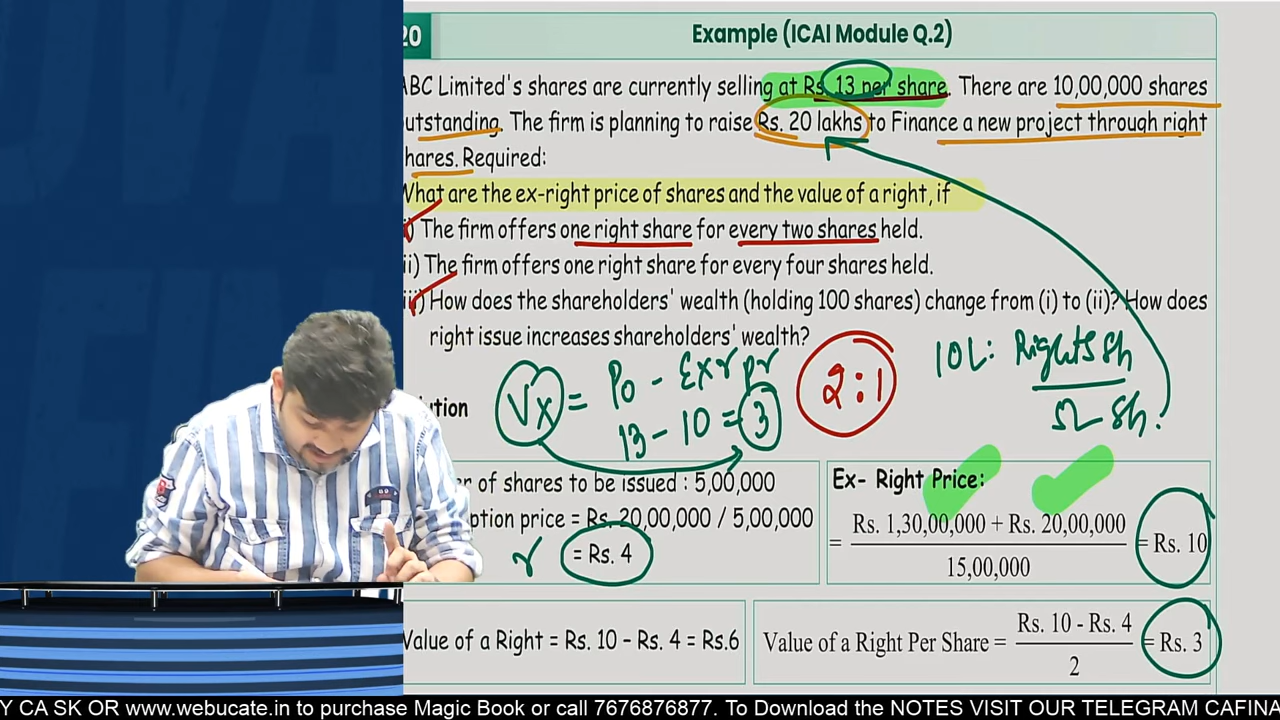 20
Example (ICAI Module Q.2)
ABC Limited's shares are currently selling at Rs. 13 per share. There are 10,00,000 shares
outstanding. The firm is planning to raise Rs. 20 lakhs to Finance a new project through right
shares. Required:
What are the ex-right price of shares and the value of a right, if
i) The firm offers one right share for every two shares held.
ii) The firm offers one right share for every four shares held.
iii) How does the shareholders' wealth (holding 100 shares) change from (i) to (ii)? How does
right issue increases shareholders' wealth?
Vx = P0 - Exr pr
13 - 10 = 3
2:1
10L: Rights Sh
5L Sh.
ution
er of shares to be issued : 5,00,000
ption price = Rs. 20,00,000 / 5,00,000
r = Rs. 4
Ex- Right Price:
= Rs. 1,30,00,000 + Rs. 20,00,000 = Rs. 10
15,00,000
Value of a Right = Rs. 10 - Rs. 4 = Rs.6
Value of a Right Per Share = Rs. 10 - Rs. 4 = Rs. 3
2
Y CA SK OR www.webucate.in to purchase Magic Book or call 7676876877. To Download the NOTES VISIT OUR TELEGRAM CAFINA